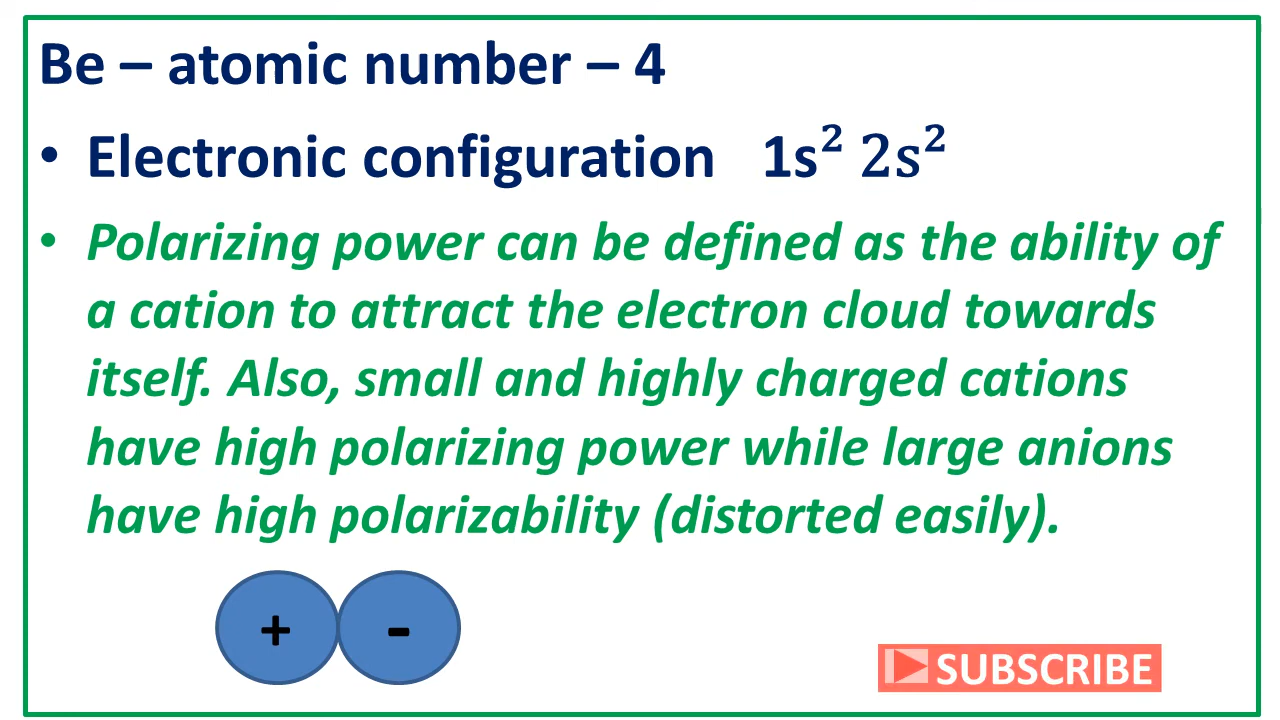 Be – atomic number – 4
• Electronic configuration 1s² 2s²
• Polarizing power can be defined as the ability of
a cation to attract the electron cloud towards
itself. Also, small and highly charged cations
have high polarizing power while large anions
have high polarizability (distorted easily).
+ -
SUBSCRIBE